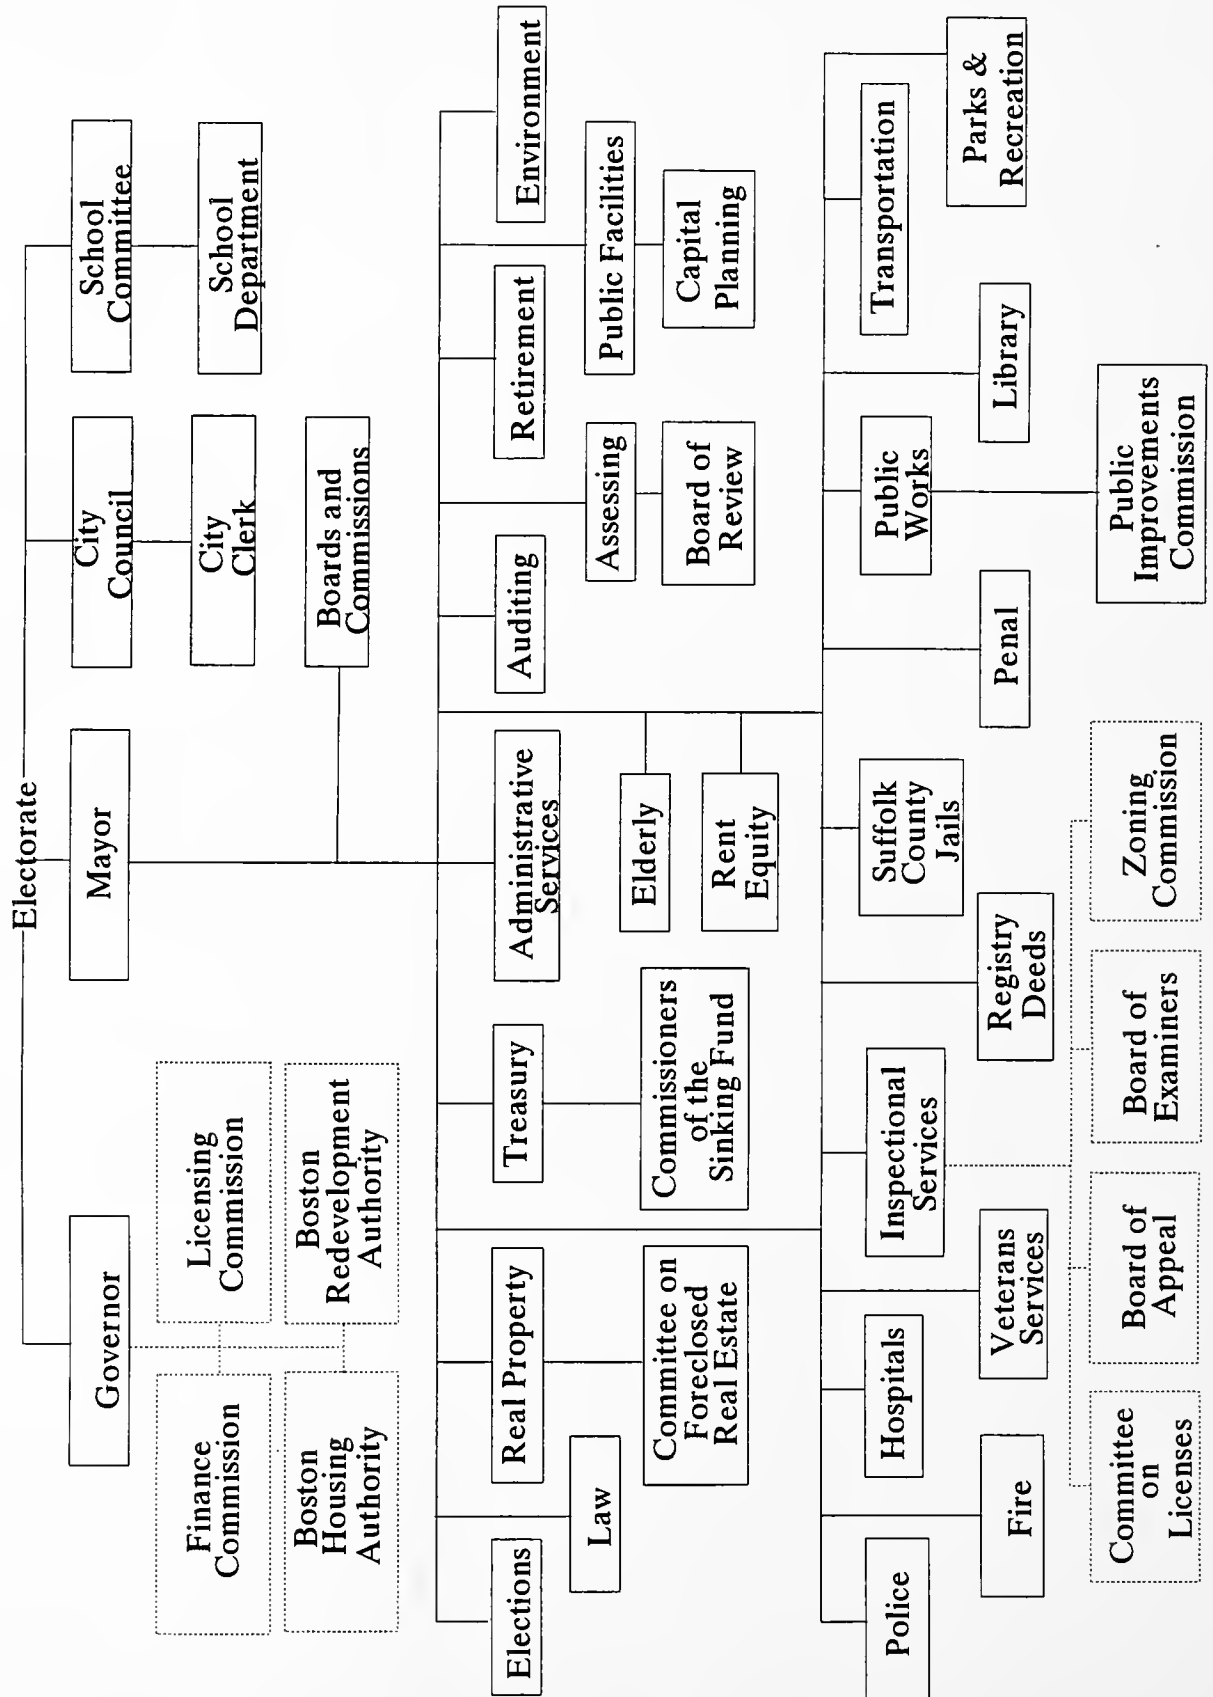 Electorate
Governor
Mayor
City
Council
School
Committee
Finance
Commission
Licensing
Commission
City
Clerk
School
Department
Boston
Housing
Authority
Boston
Redevelopment
Authority
Boards and
Commissions
Elections
Real Property
Treasury
Administrative
Services
Auditing
Retirement
Environment
Law
Assessing
Public Facilities
Committee on
Foreclosed
Real Estate
Commissioners
of the
Sinking Fund
Elderly
Board of
Review
Capital
Planning
Rent
Equity
Police
Hospitals
Inspectional
Services
Suffolk
County
Jails
Public
Works
Transportation
Fire
Veterans
Services
Registry
Deeds
Penal
Library
Parks &
Recreation
Committee
on
Licenses
Board of
Appeal
Board of
Examiners
Zoning
Commission
Public
Improvements
Commission